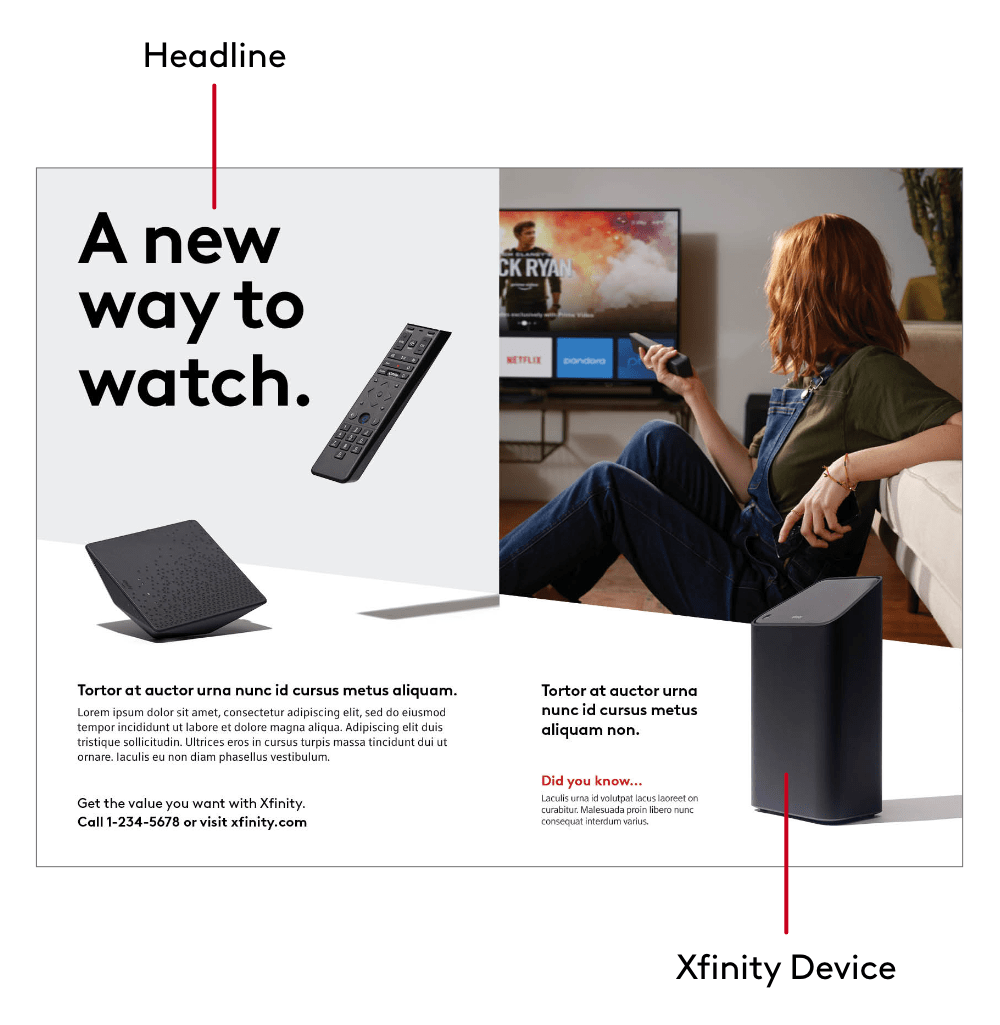 Headline
A new
way to
watch.
CK RYAN
prime video
NETFLIX
pandora
Tortor at auctor urna nunc id cursus metus aliquam.
Lorem ipsum dolor sit amet, consectetur adipiscing elit, sed do eiusmod
tempor incididunt ut labore et dolore magna aliqua. Adipiscing elit duis
tristique sollicitudin. Ultrices eros in cursus turpis massa tincidunt dui ut
ornare. Iaculis eu non diam phasellus vestibulum.
Get the value you want with Xfinity.
Call 1-234-5678 or visit xfinity.com
Tortor at auctor urna
nunc id cursus metus
aliquam non.
Did you know...
Laculis urna id volutpat lacus laoreet on
curabitur. Malesuada proin libero nunc
consequat interdum varius.
Xfinity Device